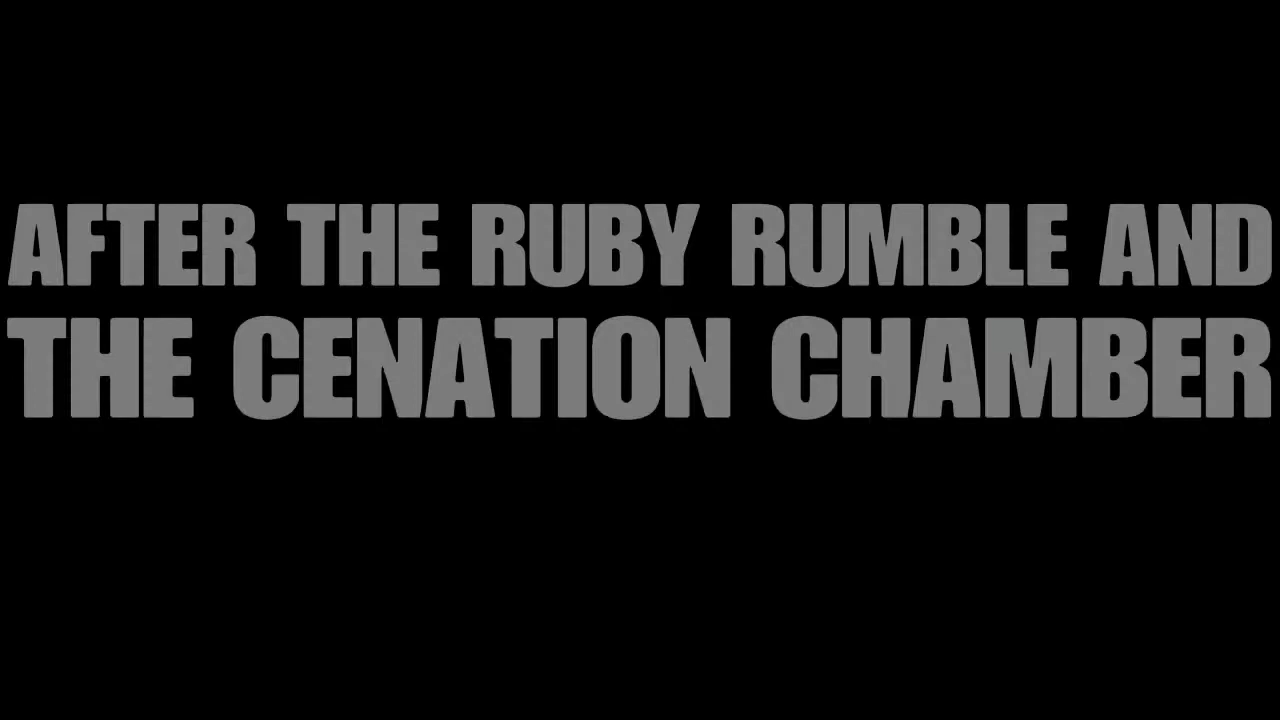 AFTER THE RUBY RUMBLE AND
THE CENATION CHAMBER